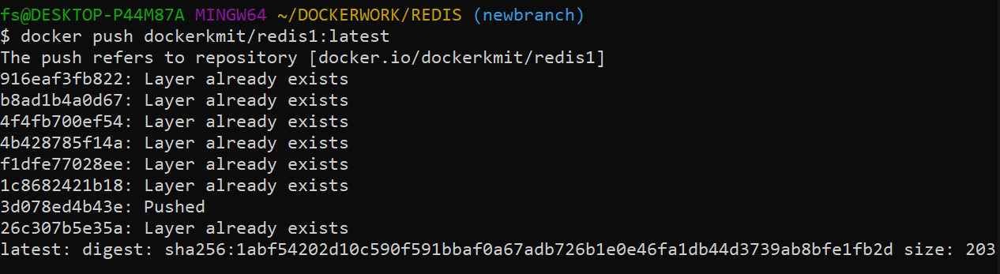 fs@DESKTOP-P44M87A MINGW64 ~/DOCKERWORK/REDIS (newbranch)
$ docker push dockerkmit/redis1:latest
The push refers to repository [docker.io/dockerkmit/redis1]
916eaf3fb822: Layer already exists
b8ad1b4a0d67: Layer already exists
4f4fb700ef54: Layer already exists
4b428785f14a: Layer already exists
f1dfe77028ee: Layer already exists
1c8682421b18: Layer already exists
3d078ed4b43e: Pushed
26c307b5e35a: Layer already exists
latest: digest: sha256:1abf54202d10c590f591bbaf0a67adb726b1e0e46fa1db44d3739ab8bfe1fb2d size: 203